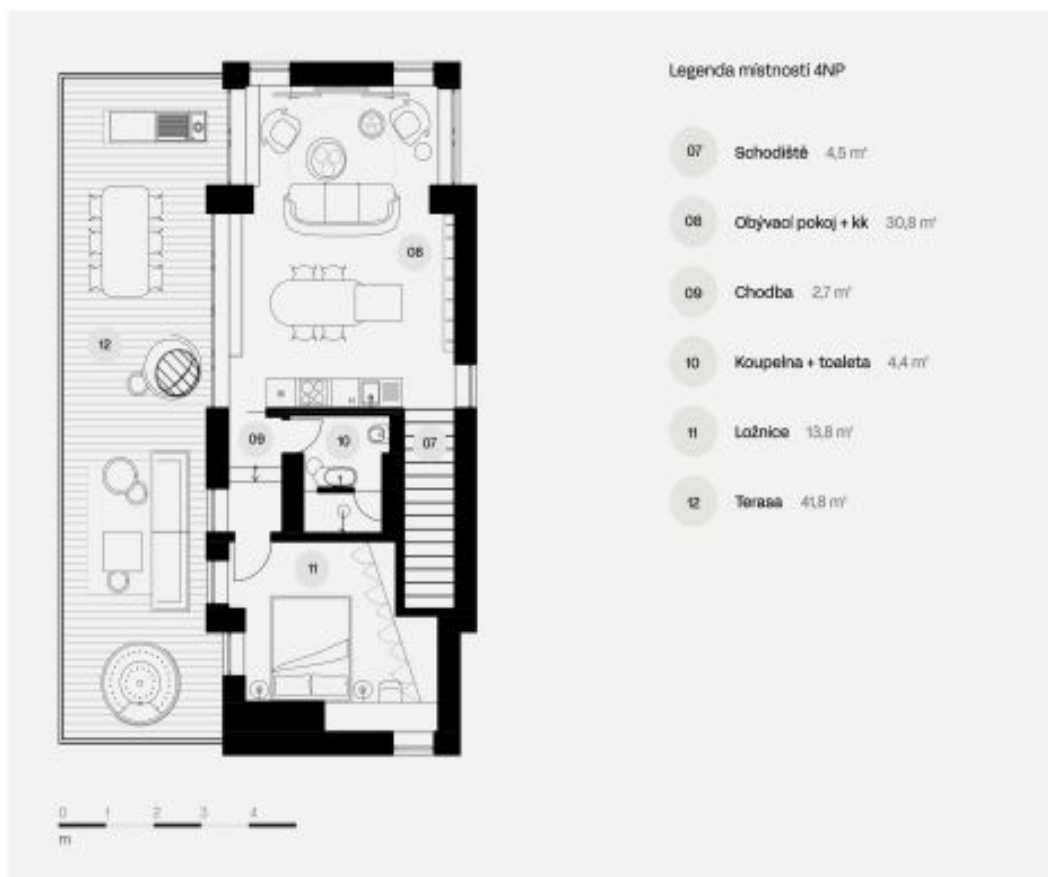 Legenda místností 4NP
07 Schodiště 4,5 m²
08 Obývací pokoj + kk 30,8 m²
09 Chodba 2,7 m²
10 Koupelna + toaleta 4,4 m²
11 Ložnice 13,8 m²
12 Terasa 41,8 m²
08
12
09
10
07
11
0 1 2 3 4
m